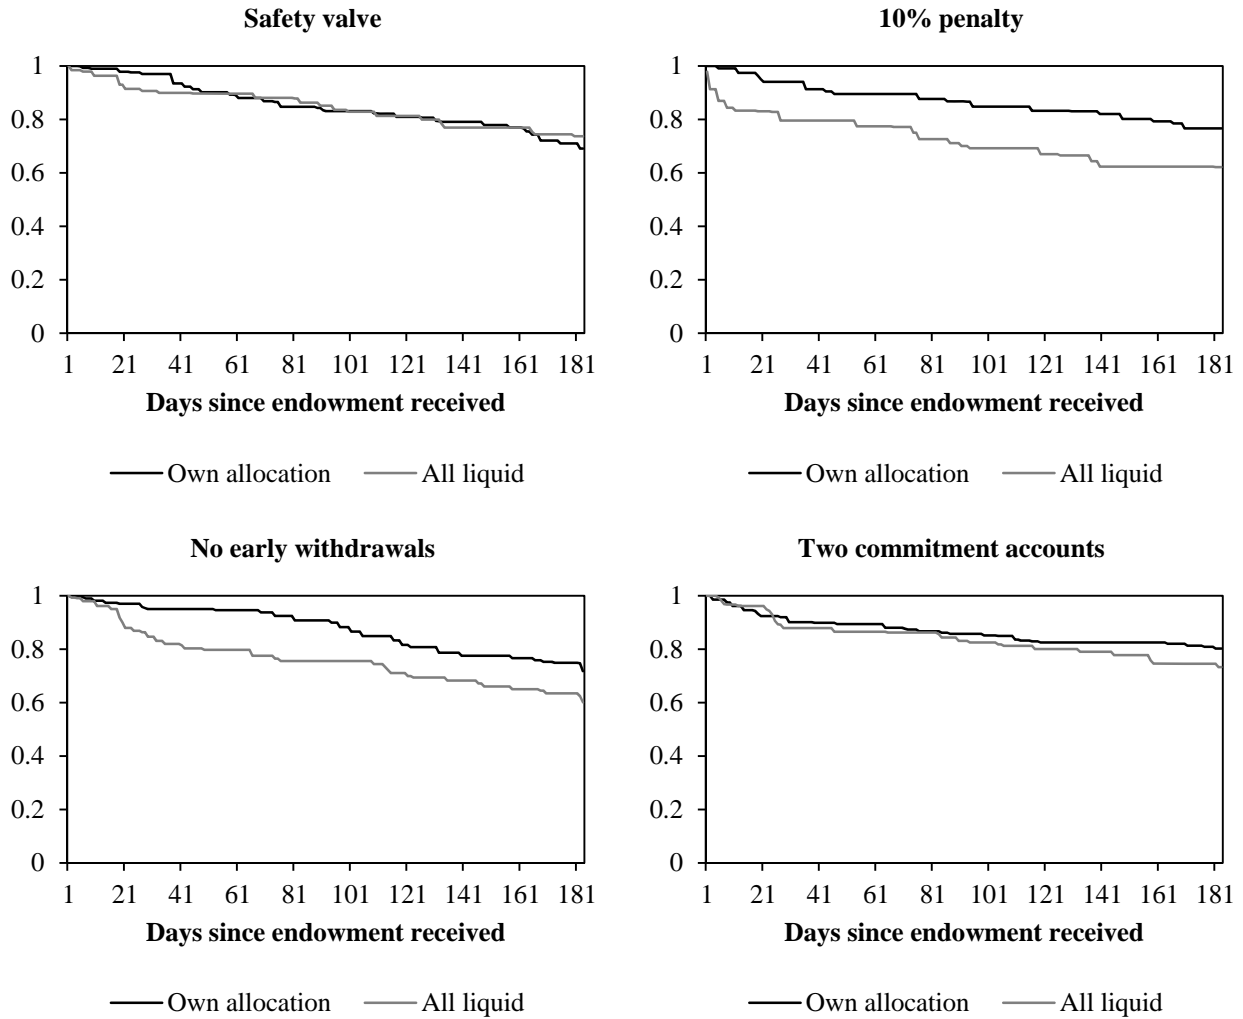 Safety valve
1
0.8
0.6
0.4
0.2
0
1 21 41 61 81 101 121 141 161 181
Days since endowment received
Own allocation All liquid
10% penalty
1
0.8
0.6
0.4
0.2
0
1 21 41 61 81 101 121 141 161 181
Days since endowment received
Own allocation All liquid
No early withdrawals
1
0.8
0.6
0.4
0.2
0
1 21 41 61 81 101 121 141 161 181
Days since endowment received
Own allocation All liquid
Two commitment accounts
1
0.8
0.6
0.4
0.2
0
1 21 41 61 81 101 121 141 161 181
Days since endowment received
Own allocation All liquid